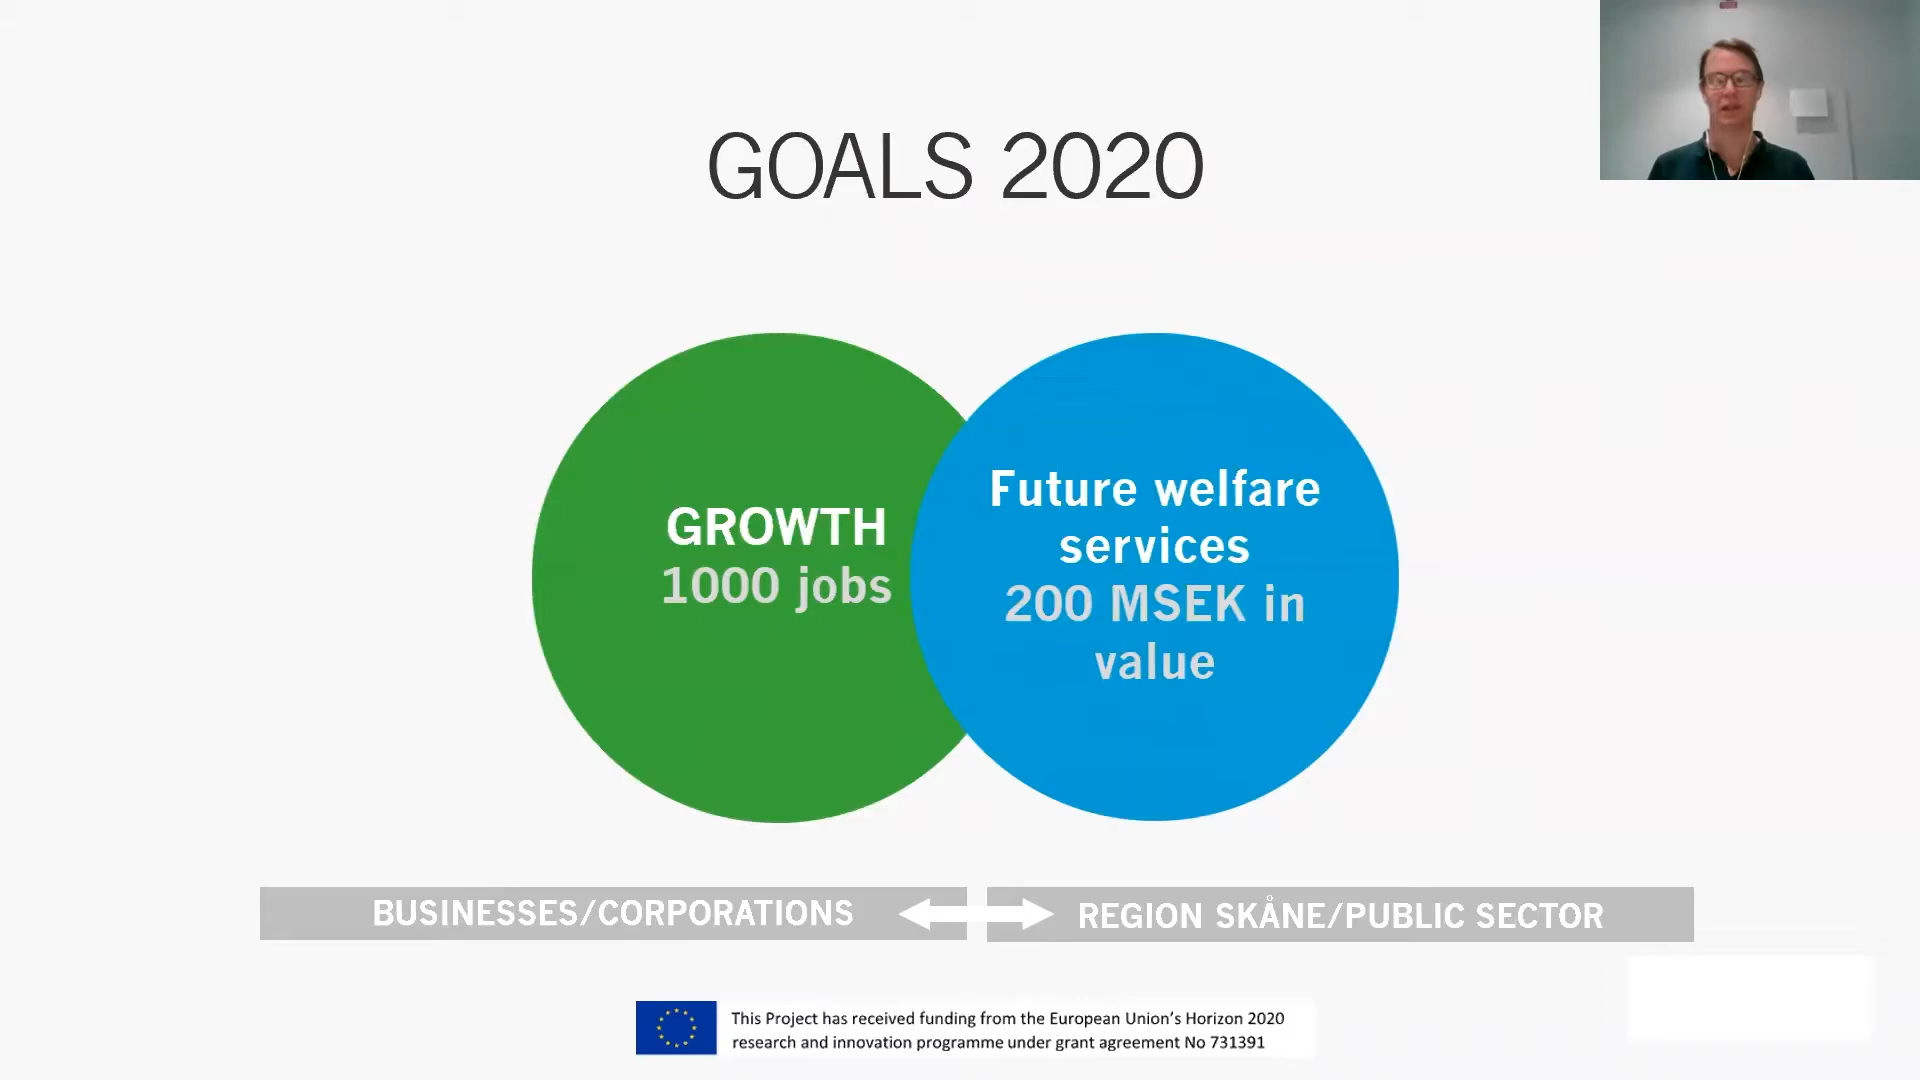 GOALS 2020
GROWTH
1000 jobs
Future welfare
services
200 MSEK in
value
BUSINESSES/CORPORATIONS
REGION SKÅNE/PUBLIC SECTOR
This Project has received funding from the European Union’s Horizon 2020
research and innovation programme under grant agreement No 731391